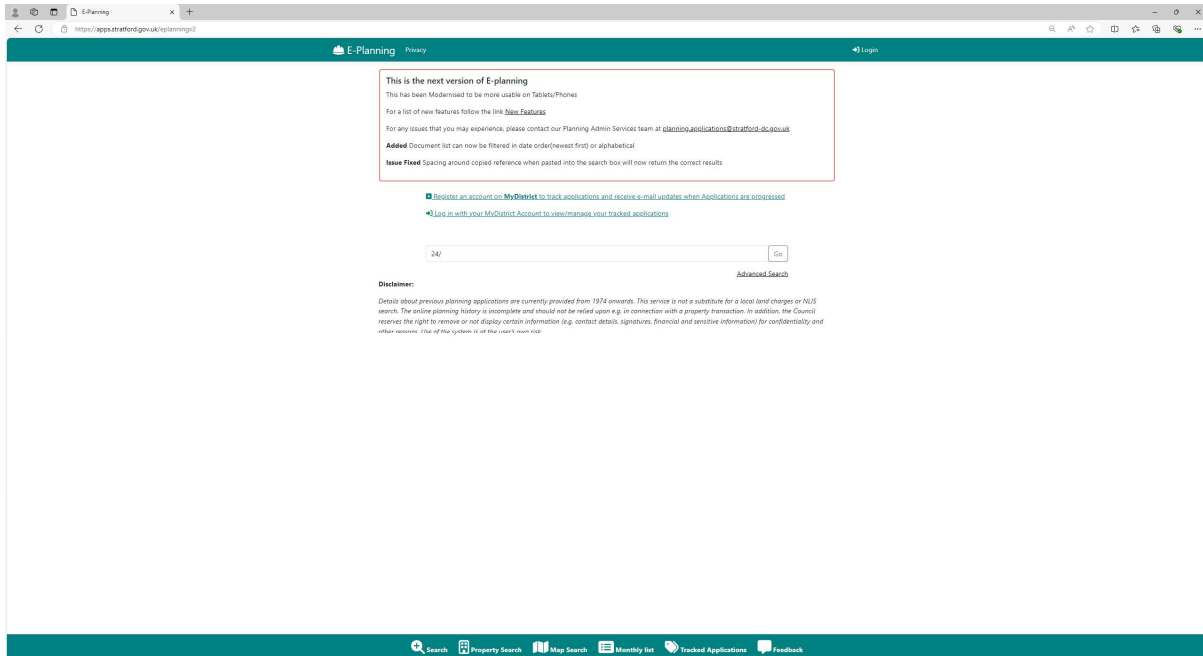 E-Planning
https://apps.stratford.gov.uk/eplanningv2
E-Planning Privacy Login
This is the next version of E-planning
This has been Modernised to be more usable on Tablets/Phones
For a list of new features follow the link New Features
For any issues that you may experience, please contact our Planning Admin Services team at planning.applications@stratford-dc.gov.uk
Added Document list can now be filtered in date order(newest first) or alphabetical
Issue Fixed Spacing around copied reference when pasted into the search box will now return the correct results
Register an account on MyDistrict to track applications and receive e-mail updates when Applications are progressed
Log in with your MyDistrict Account to view/manage your tracked applications
24/ Go
Advanced Search
Disclaimer:
Details about previous planning applications are currently provided from 1974 onwards. This service is not a substitute for a local land charges or NLIS
search. The online planning history is incomplete and should not be relied upon e.g. in connection with a property transaction. In addition, the Council
reserves the right to remove or not display certain information (e.g. contact details, signatures, financial and sensitive information) for confidentiality and
other reasons. Use of the system is at the user's own risk
Search Property Search Map Search Monthly list Tracked Applications Feedback